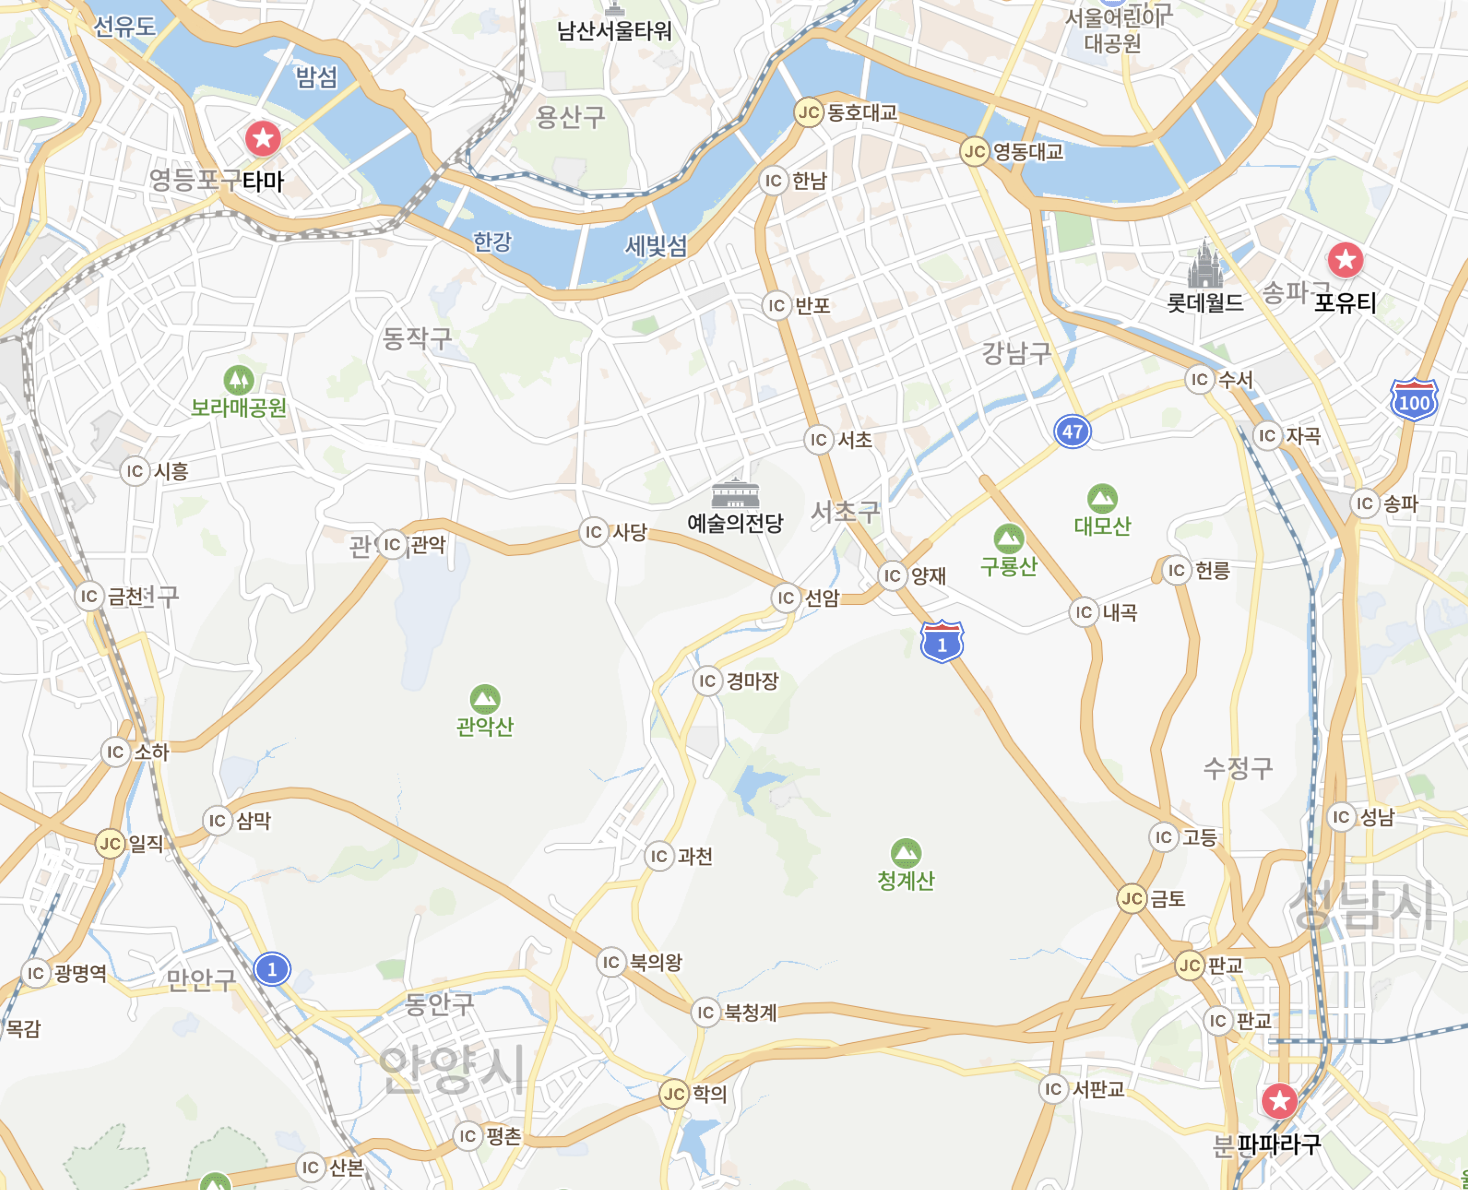 선유도
남산서울타워
서울어린이
대공원
밤섬
용산구
JC 동호대교
JC 영동대교
영등포구
타마
IC 한남
한강
세빛섬
롯데월드
송파구
포유티
IC 반포
동작구
강남구
IC 수서
100
보라매공원
47
IC 서초
IC 자곡
IC 시흥
예술의전당
서초구
대모산
IC 송파
IC 관악
IC 사당
구룡산
IC 양재
IC 헌릉
IC 금천
IC 선암
IC 내곡
1
IC 경마장
관악산
IC 소하
수정구
IC 삼막
IC 성남
JC 일직
IC 고등
IC 과천
청계산
JC 금토
성남시
IC 북의왕
JC 판교
IC 광명역
만안구
1
동안구
IC 북청계
IC 판교
목감
안양시
JC 학의
IC 서판교
IC 평촌
파파라구
IC 산본